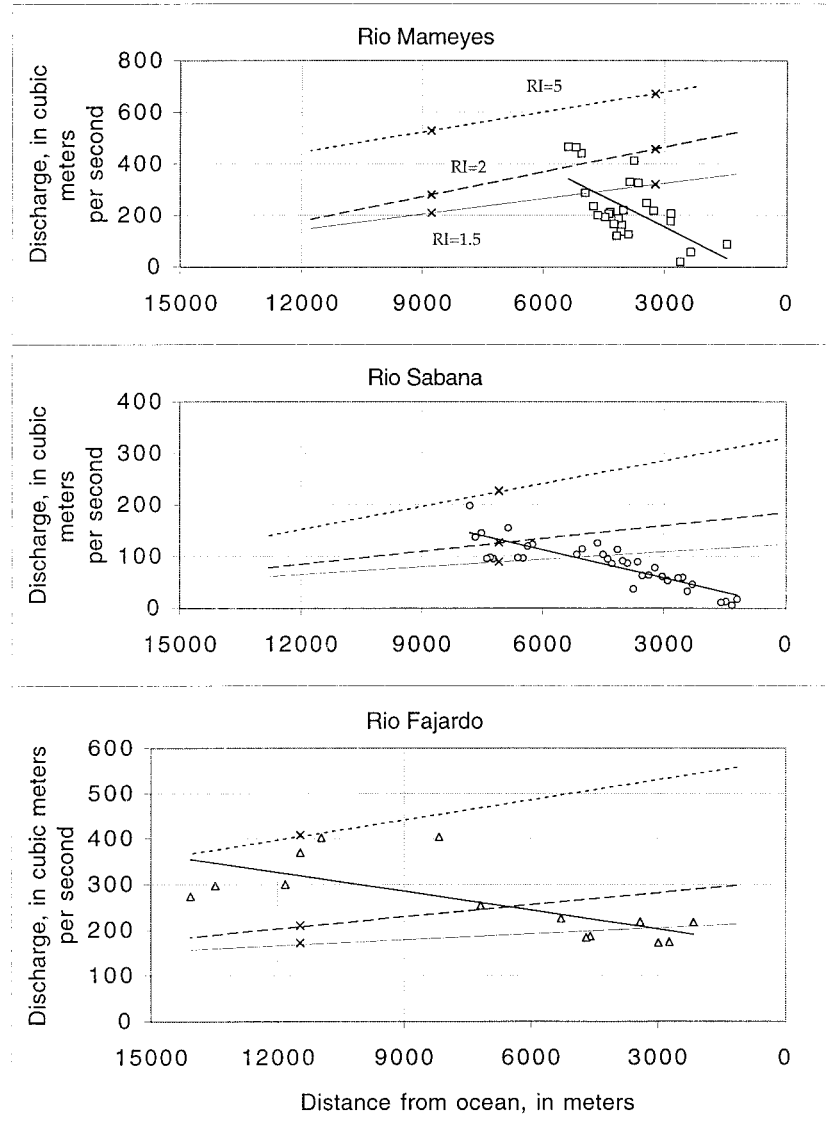 Rio Mameyes
Discharge, in cubic
meters
per second
800
600
400
200
0
RI=5
RI=2
RI=1.5
15000 12000 9000 6000 3000 0
Rio Sabana
Discharge, in cubic
meters
per second
400
300
200
100
0
15000 12000 9000 6000 3000 0
Rio Fajardo
Discharge, in cubic meters
per second
600
500
400
300
200
100
0
15000 12000 9000 6000 3000 0
Distance from ocean, in meters